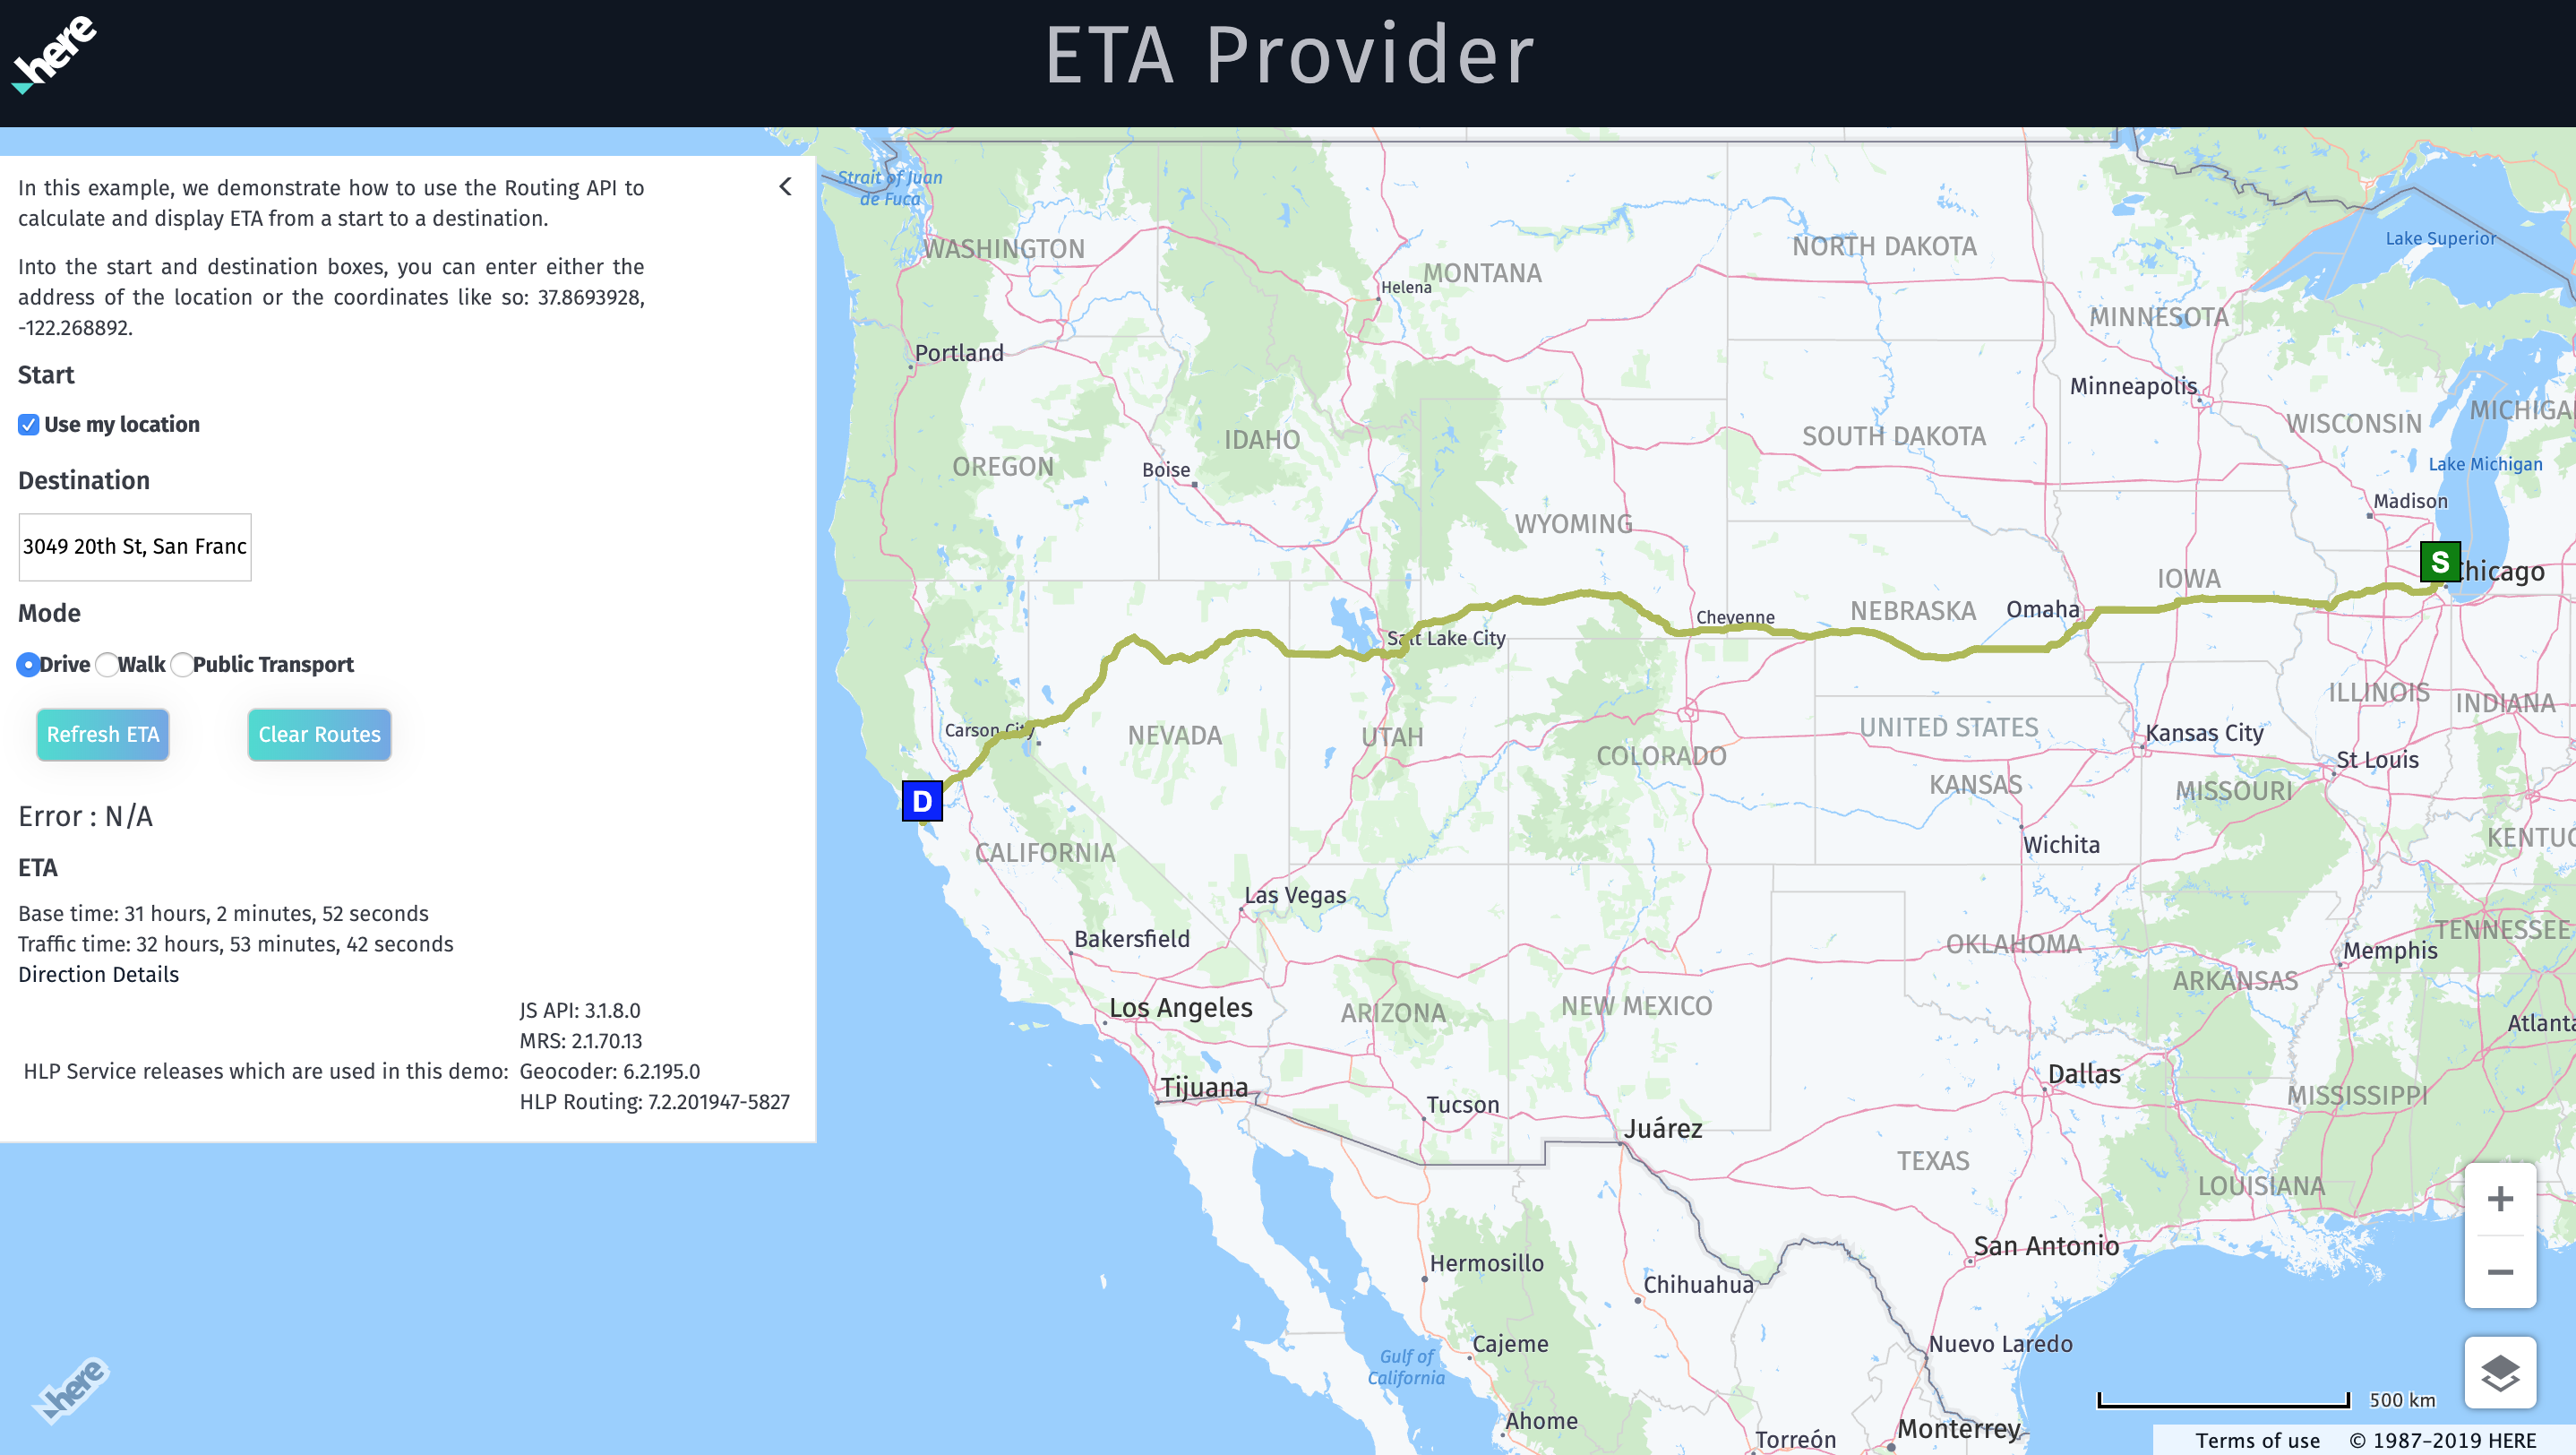 here
ETA Provider
In this example, we demonstrate how to use the Routing API to
calculate and display ETA from a start to a destination.
Into the start and destination boxes, you can enter either the
address of the location or the coordinates like so: 37.8693928,
-122.268892.
Start
Use my location
Destination
3049 20th St, San Franc
Mode
Drive Walk Public Transport
Refresh ETA Clear Routes
Error : N/A
ETA
Base time: 31 hours, 2 minutes, 52 seconds
Traffic time: 32 hours, 53 minutes, 42 seconds
Direction Details
HLP Service releases which are used in this demo:
JS API: 3.1.8.0
MRS: 2.1.70.13
Geocoder: 6.2.195.0
HLP Routing: 7.2.201947-5827
Strait of Juan
de Fuca
WASHINGTON
MONTANA
Helena
NORTH DAKOTA
Lake Superior
MINNESOTA
Portland
Minneapolis
WISCONSIN
MICHIGA
OREGON
IDAHO
Boise
SOUTH DAKOTA
Lake Michigan
Madison
WYOMING
S
Chicago
IOWA
Cheyenne
NEBRASKA
Omaha
Salt Lake City
ILLINOIS
INDIANA
Carson City
NEVADA
UTAH
COLORADO
UNITED STATES
Kansas City
St Louis
KANSAS
MISSOURI
D
CALIFORNIA
Wichita
KENTUC
Las Vegas
Bakersfield
OKLAHOMA
TENNESSEE
Memphis
ARKANSAS
Los Angeles
ARIZONA
NEW MEXICO
Atlanta
Tijuana
Tucson
Dallas
MISSISSIPPI
Juárez
TEXAS
LOUISIANA
San Antonio
Hermosillo
Chihuahua
Cajeme
Gulf of
California
Nuevo Laredo
Ahome
Torreón
Monterrey
500 km
here
Terms of use © 1987–2019 HERE